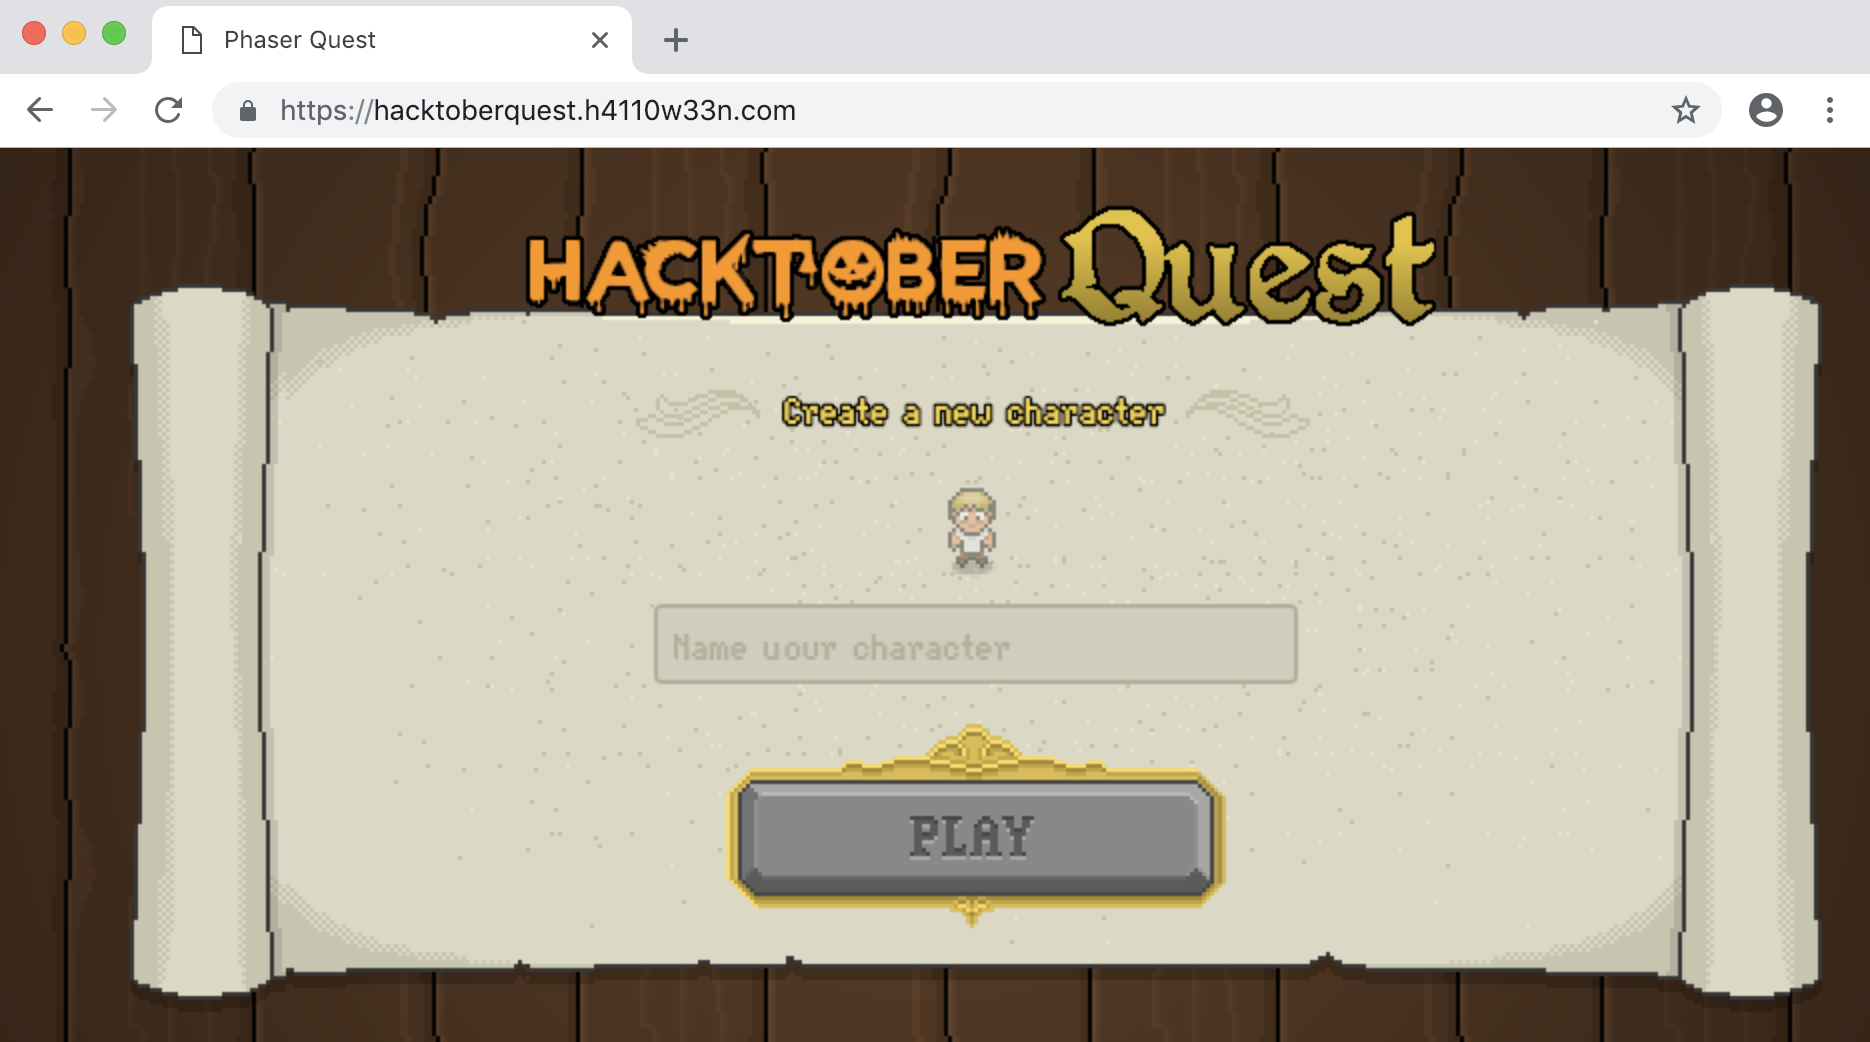 Phaser Quest
https://hacktoberquest.h4110w33n.com
HACKTOBER Quest
Create a new character
Name your character
PLAY